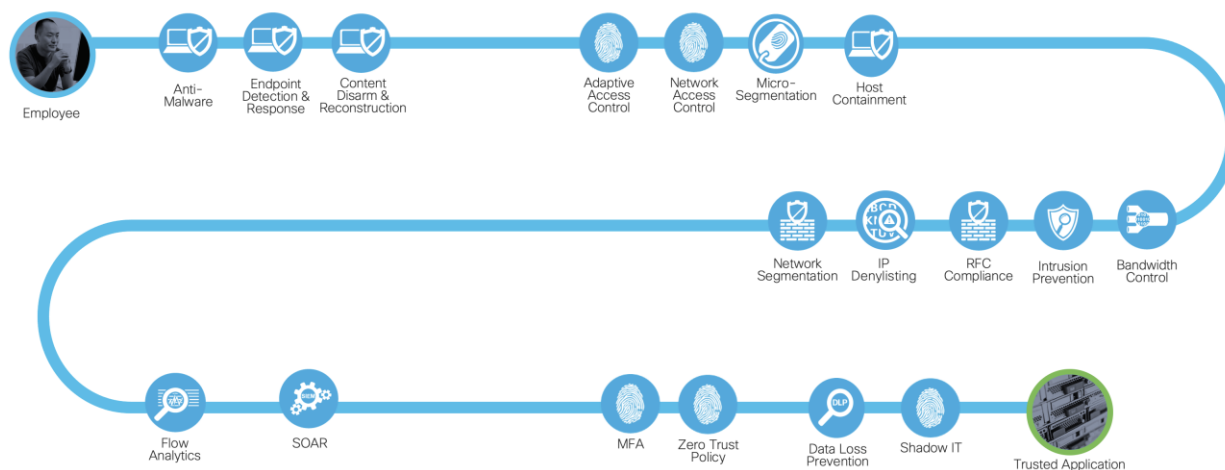 Employee
Anti-
Malware
Endpoint
Detection &
Response
Content
Disarm &
Reconstruction
Adaptive
Access
Control
Network
Access
Control
Micro-
Segmentation
Host
Containment
Network
Segmentation
IP
Denylisting
RFC
Compliance
Intrusion
Prevention
Bandwidth
Control
Flow
Analytics
SOAR
MFA
Zero Trust
Policy
DLP
Data Loss
Prevention
Shadow IT
Trusted Application